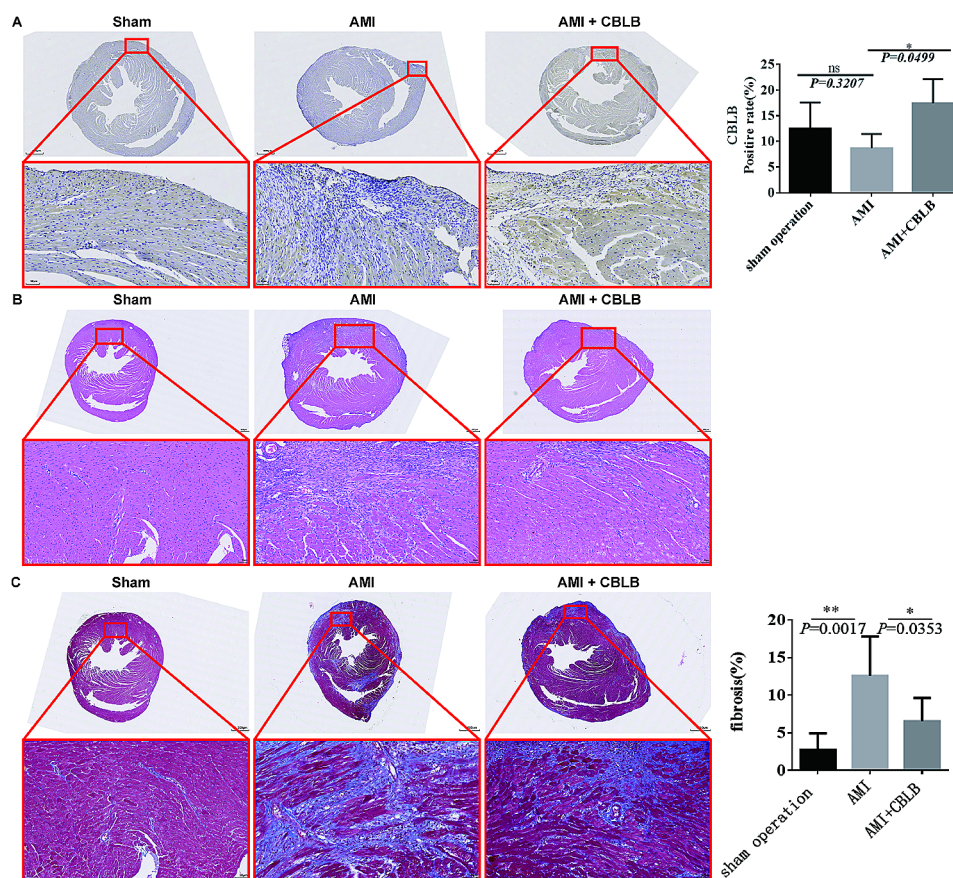 A
Sham
AMI
AMI + CBLB
CBLB
Positire rate(%)
25
20
15
10
5
0
ns
P=0.3207
*
P=0.0499
sham operation
AMI
AMI+CBLB
B
Sham
AMI
AMI + CBLB
C
Sham
AMI
AMI + CBLB
fibrosis(%)
20
15
10
5
0
**
P=0.0017
*
P=0.0353
sham operation
AMI
AMI+CBLB